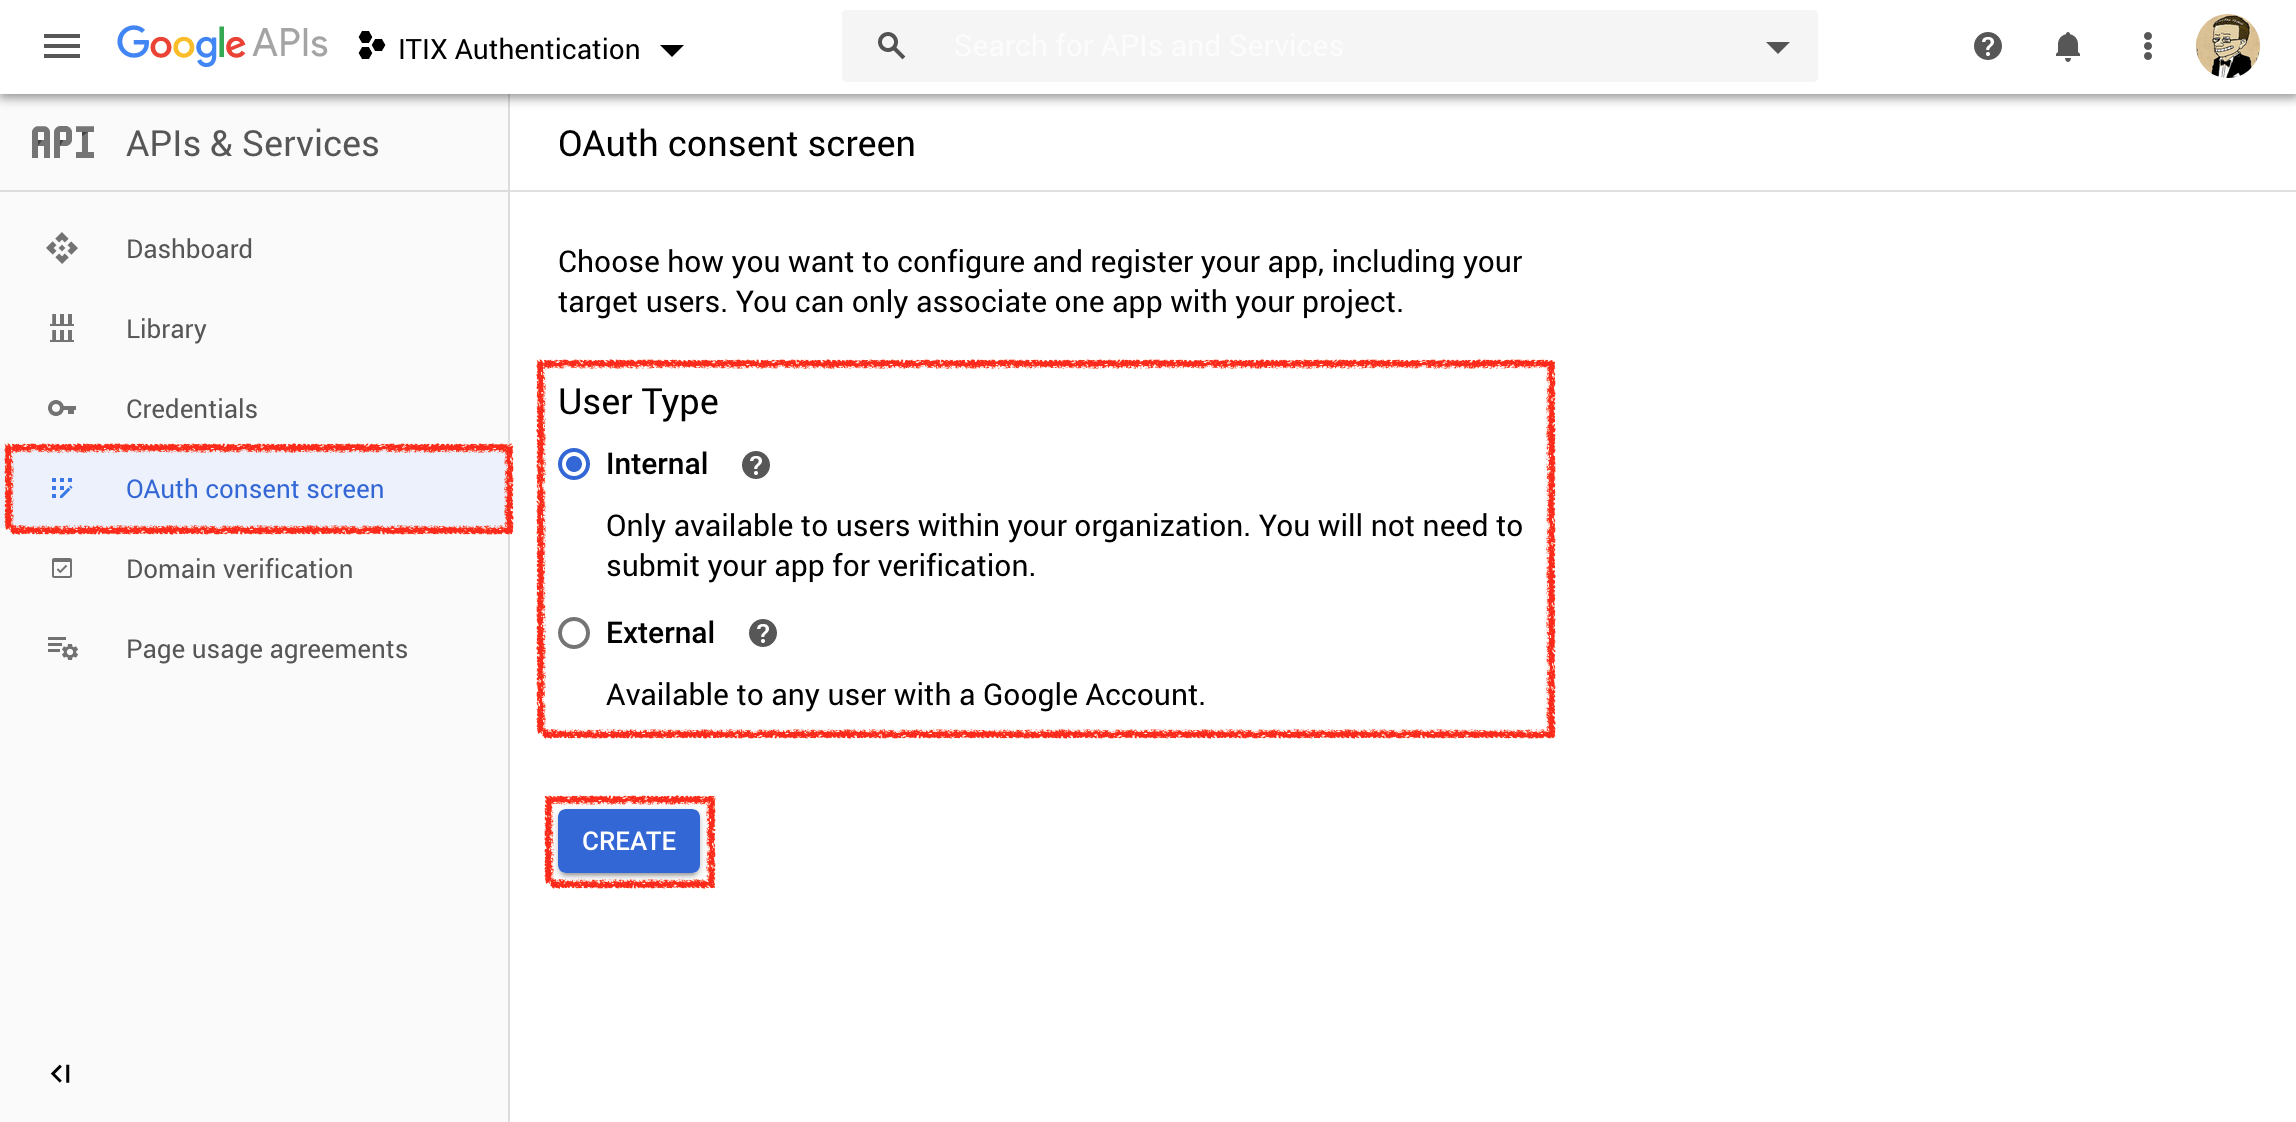 Google APIs
ITIX Authentication
Search for APIs and Services
API APIs & Services
OAuth consent screen
Dashboard
Library
Credentials
OAuth consent screen
Domain verification
Page usage agreements
Choose how you want to configure and register your app, including your
target users. You can only associate one app with your project.
User Type
Internal
Only available to users within your organization. You will not need to
submit your app for verification.
External
Available to any user with a Google Account.
CREATE